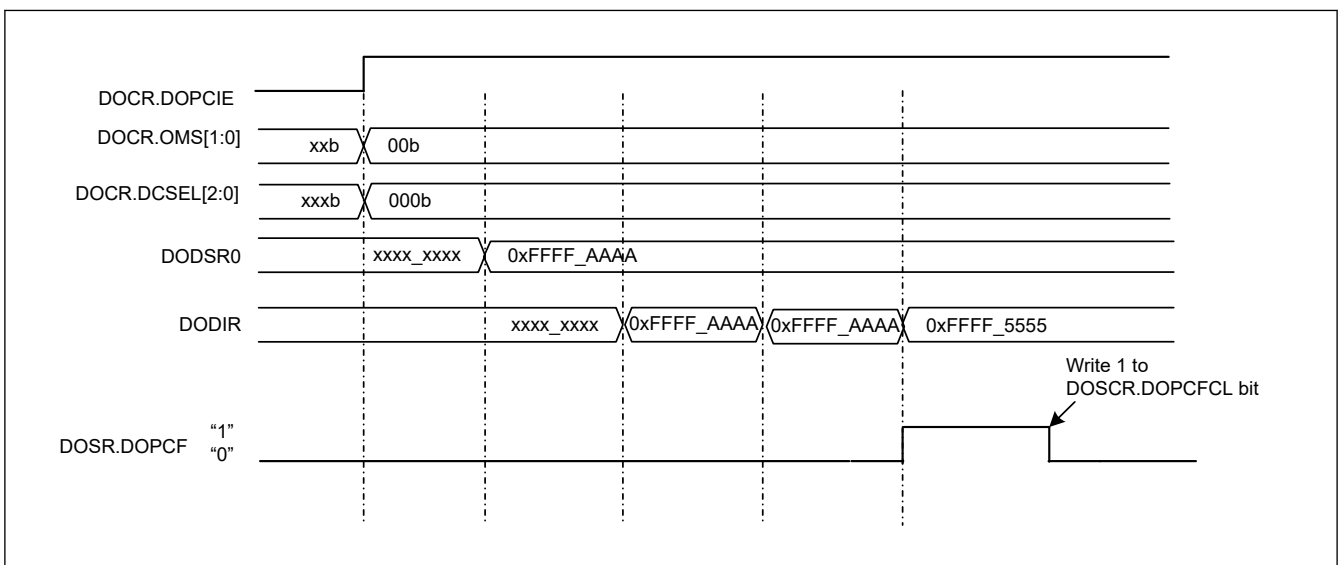 DOCR.DOPCIE
DOCR.OMS[1:0] xxb 00b
DOCR.DCSEL[2:0] xxxb 000b
DODSR0 xxxx_xxxx 0xFFFF_AAAA
DODIR xxxx_xxxx 0xFFFF_AAAA 0xFFFF_AAAA 0xFFFF_5555
Write 1 to
DOSCR.DOPCFCL bit
“1”
DOSR.DOPCF “0”